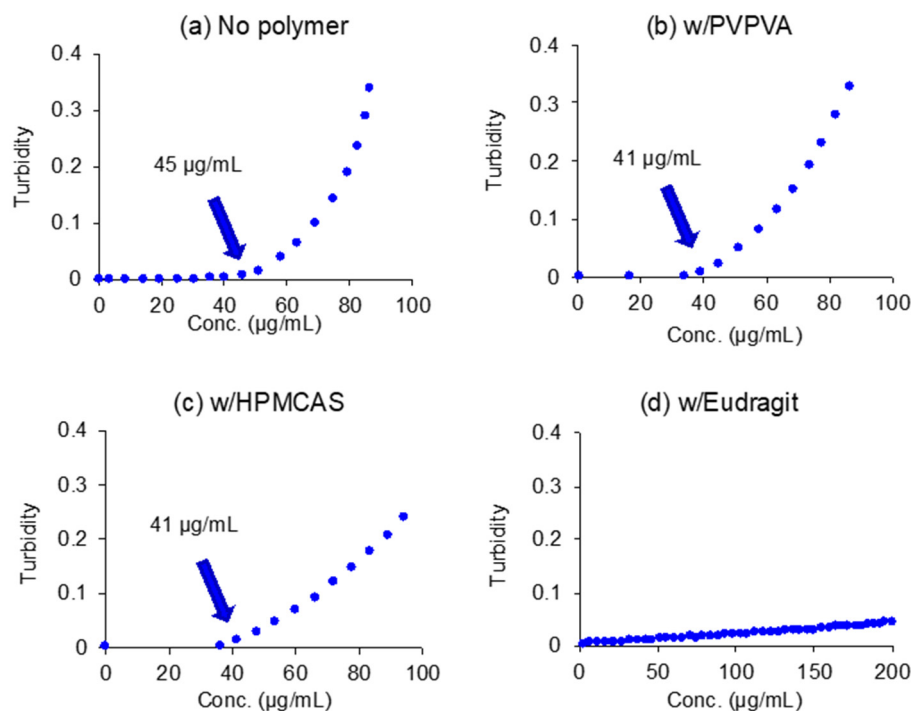 (a) No polymer
0.4
0.3
0.2
0.1
0
Turbidity
45 µg/mL
0 20 40 60 80 100
Conc. (µg/mL)
(b) w/PVPVA
0.4
0.3
0.2
0.1
0
Turbidity
41 µg/mL
0 20 40 60 80 100
Conc. (µg/mL)
(c) w/HPMCAS
0.4
0.3
0.2
0.1
0
Turbidity
41 µg/mL
0 20 40 60 80 100
Conc. (µg/mL)
(d) w/Eudragit
0.4
0.3
0.2
0.1
0
Turbidity
0 50 100 150 200
Conc. (µg/mL)